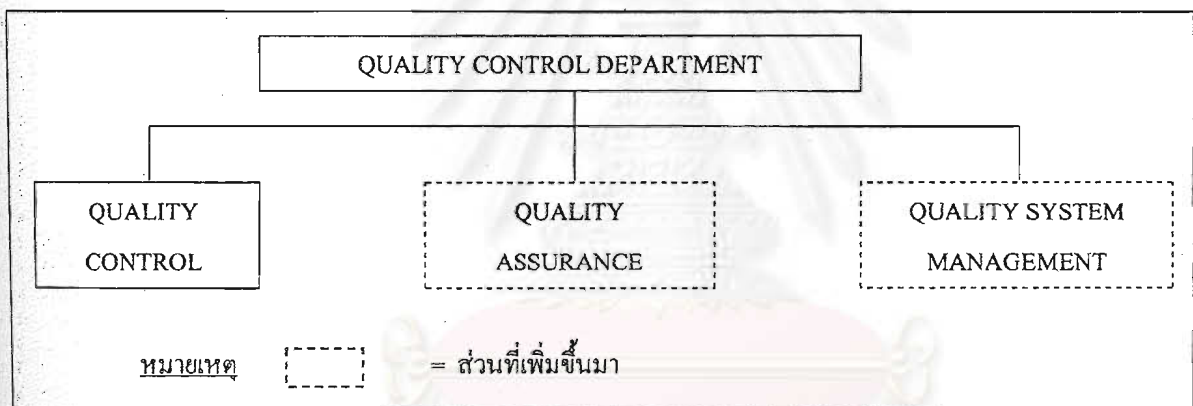 QUALITY CONTROL DEPARTMENT
QUALITY
CONTROL
QUALITY
ASSURANCE
QUALITY SYSTEM
MANAGEMENT
หมายเหตุ = ส่วนที่เพิ่มขึ้นมา